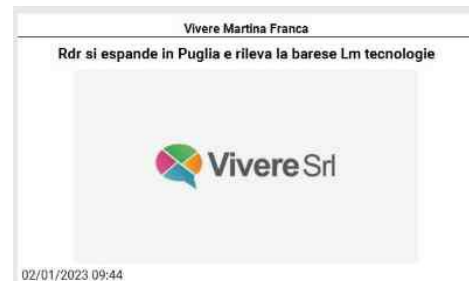 Vivere Martina Franca
Rdr si espande in Puglia e rileva la barese Lm tecnologie
Vivere Srl
02/01/2023 09:44